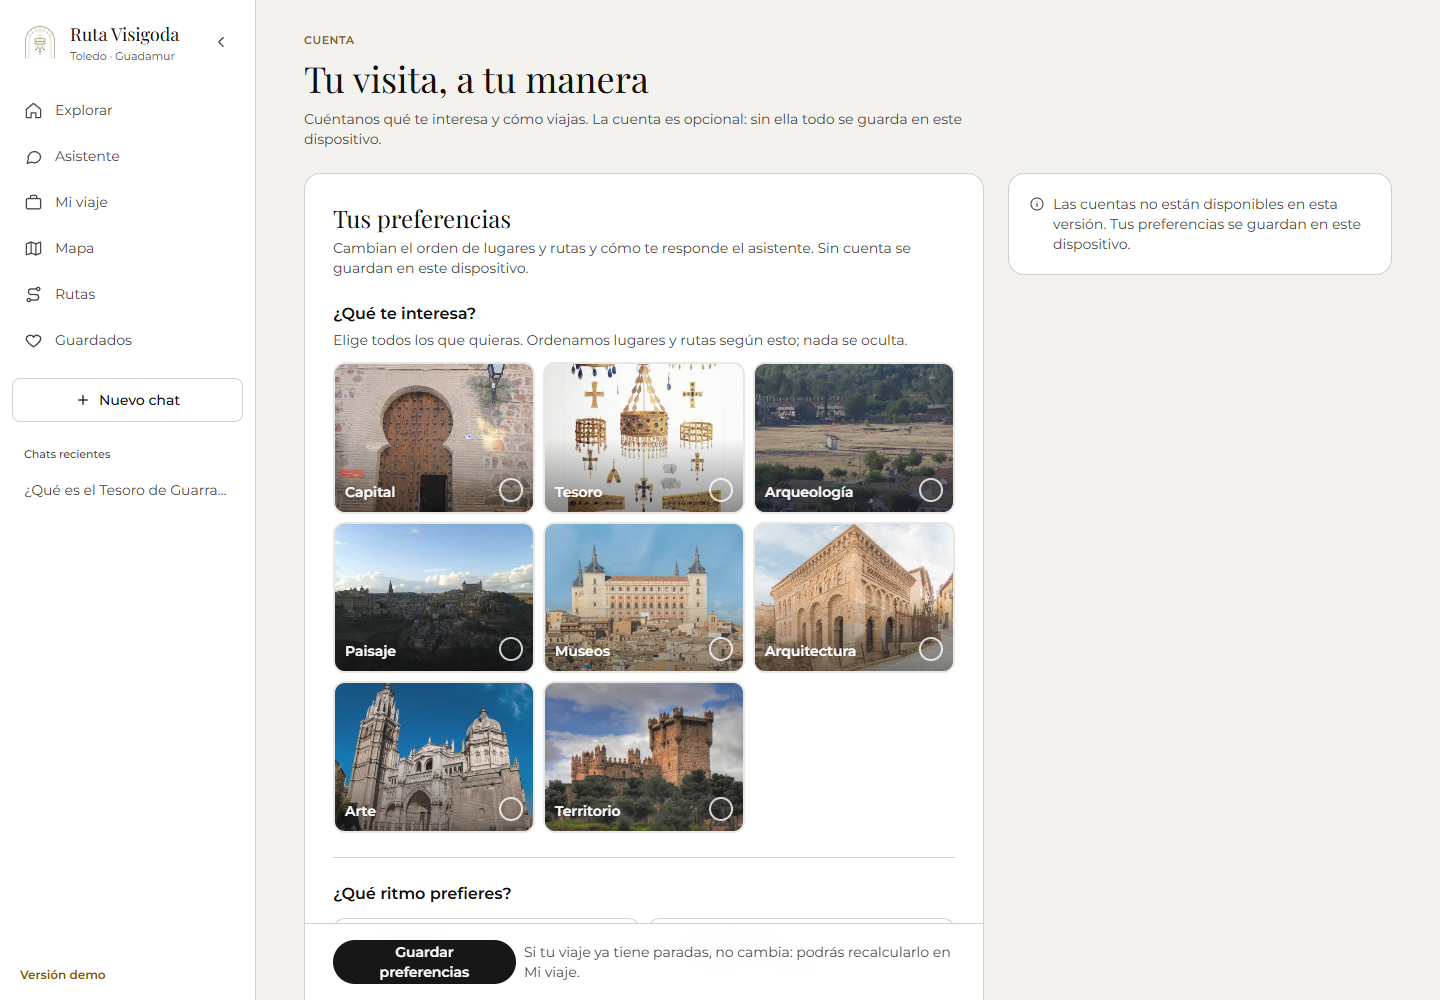 Ruta Visigoda
Toledo · Guadamur
Explorar
Asistente
Mi viaje
Mapa
Rutas
Guardados
+ Nuevo chat
Chats recientes
¿Qué es el Tesoro de Guarra...
Versión demo
CUENTA
Tu visita, a tu manera
Cuéntanos qué te interesa y cómo viajas. La cuenta es opcional: sin ella todo se guarda en este
dispositivo.
Tus preferencias
Cambian el orden de lugares y rutas y cómo te responde el asistente. Sin cuenta se
guardan en este dispositivo.
¿Qué te interesa?
Elige todos los que quieras. Ordenamos lugares y rutas según esto; nada se oculta.
Capital
Tesoro
Arqueología
Paisaje
Museos
Arquitectura
Arte
Territorio
¿Qué ritmo prefieres?
Guardar
preferencias
Si tu viaje ya tiene paradas, no cambia: podrás recalcularlo en
Mi viaje.
Las cuentas no están disponibles en esta
versión. Tus preferencias se guardan en este
dispositivo.